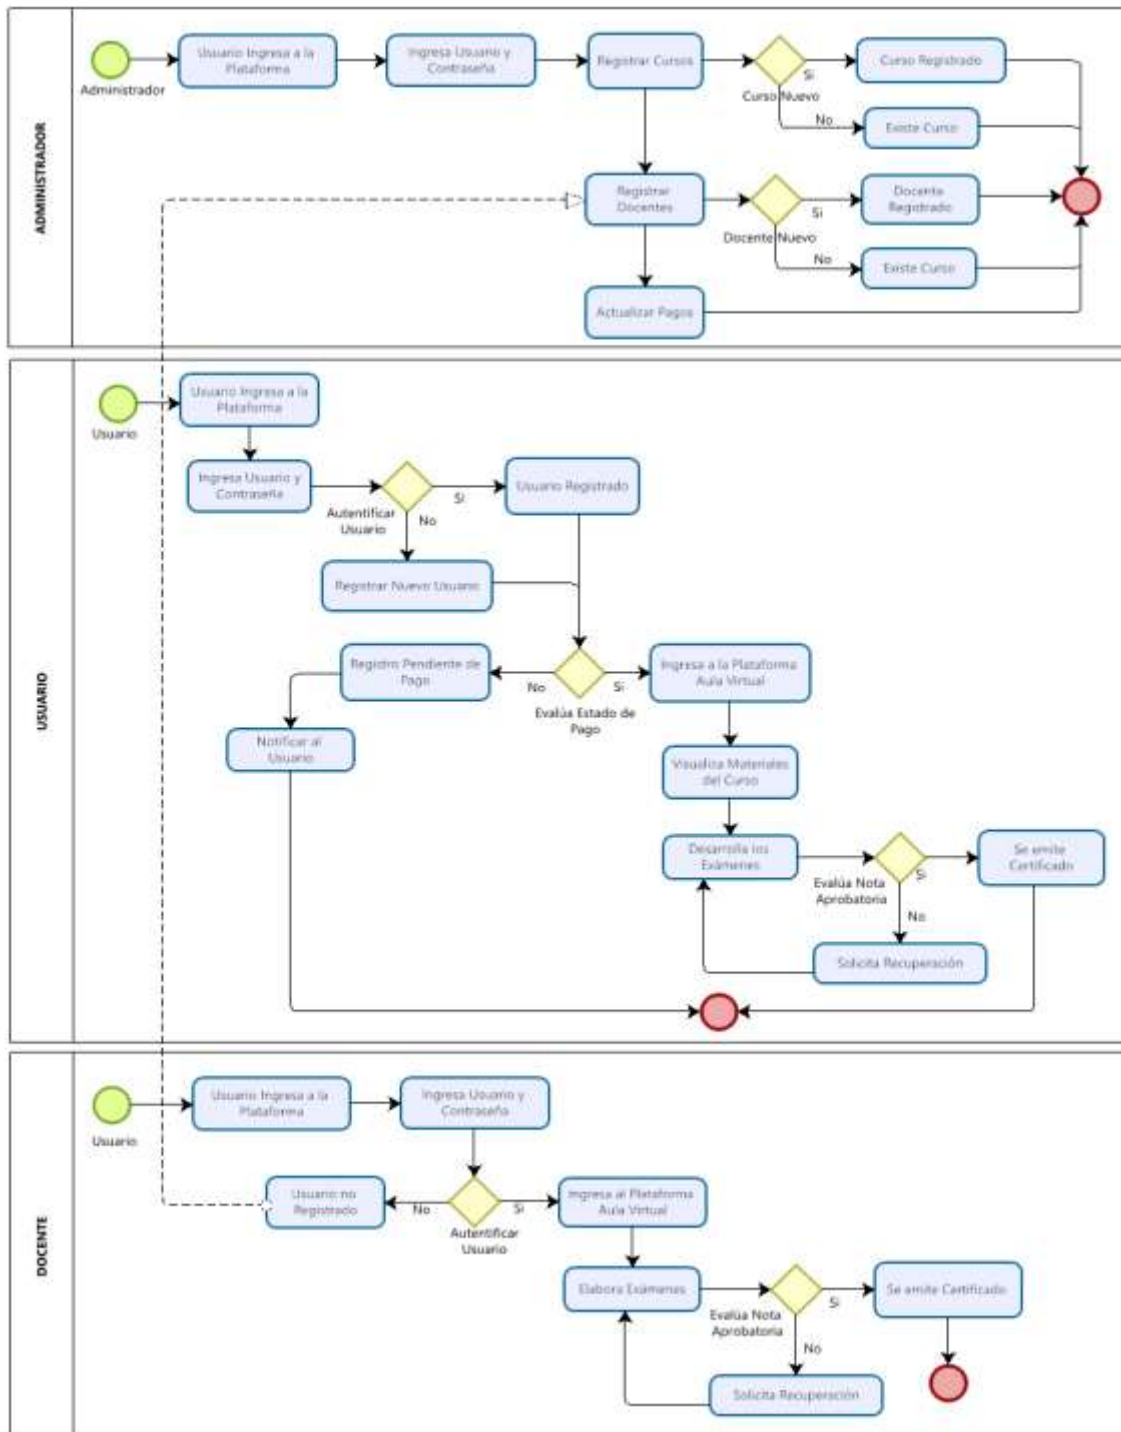 ADMINISTRADOR
Administrador
Usuario Ingresa a la
Plataforma
Ingresa Usuario y
Contraseña
Registrar Cursos
Curso Nuevo
Si
No
Curso Registrado
Existe Curso
Registrar
Docentes
Docente Nuevo
Si
No
Docente
Registrado
Existe Curso
Actualizar Pagos
USUARIO
Usuario
Usuario Ingresa a la
Plataforma
Ingresa Usuario y
Contraseña
Autentificar
Usuario
Si
No
Usuario Registrado
Registrar Nuevo Usuario
Evalúa Estado de
Pago
No
Si
Registro Pendiente de
Pago
Notificar al
Usuario
Ingresa a la Plataforma
Aula Virtual
Visualiza Materiales
del Curso
Desarrolla los
Exámenes
Evalúa Nota
Aprobatoria
Si
No
Se emite
Certificado
Solicita Recuperación
DOCENTE
Usuario
Usuario Ingresa a la
Plataforma
Ingresa Usuario y
Contraseña
Autentificar
Usuario
No
Si
Usuario no
Registrado
Ingresa al Plataforma
Aula Virtual
Elabora Exámenes
Evalúa Nota
Aprobatoria
Si
No
Se emite Certificado
Solicita Recuperación